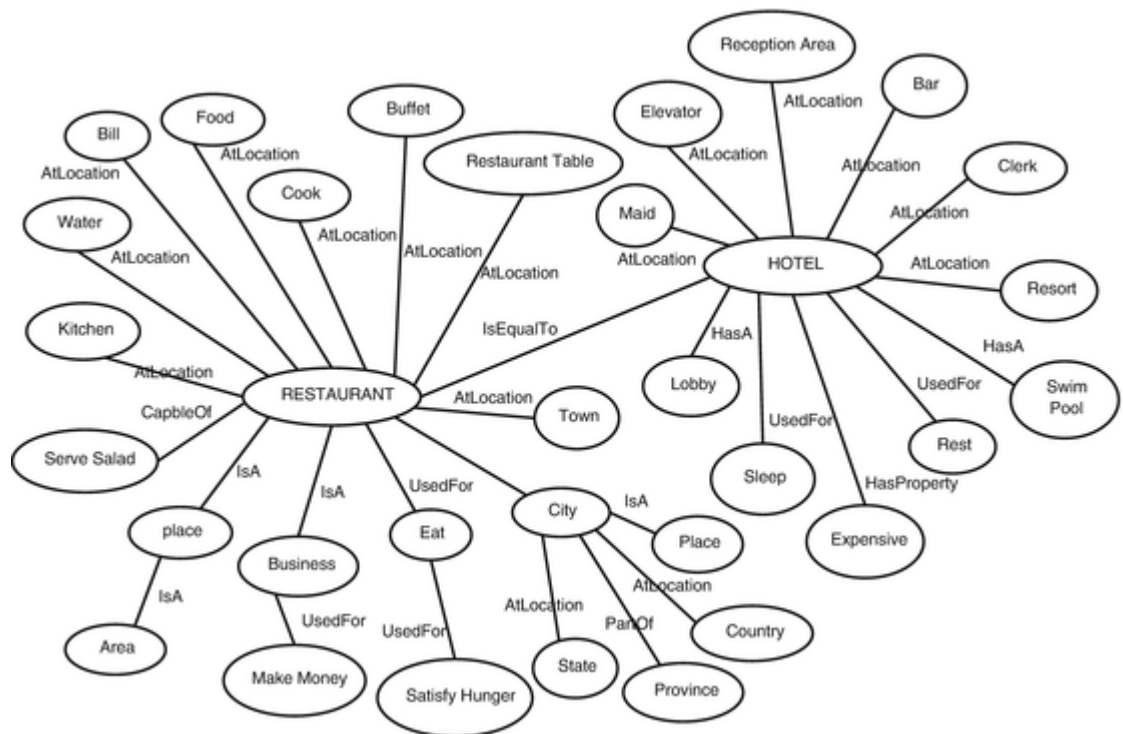 Reception Area
Bar
AtLocation
Buffet
Elevator
Food
Bill
AtLocation
AtLocation
AtLocation
Restaurant Table
AtLocation
Clerk
AtLocation
Cook
Water
Maid
AtLocation
AtLocation
AtLocation
AtLocation
AtLocation
AtLocation
HOTEL
AtLocation
Resort
Kitchen
IsEqualTo
HasA
HasA
AtLocation
Lobby
UsedFor
Swim
Pool
RESTAURANT
AtLocation
CapbleOf
Town
UsedFor
Rest
Serve Salad
IsA
IsA
UsedFor
Sleep
HasProperty
IsA
City
place
Eat
Place
Expensive
Business
AtLocation
IsA
AtLocation
UsedFor
UsedFor
PartOf
Country
Area
Make Money
Satisfy Hunger
State
Province